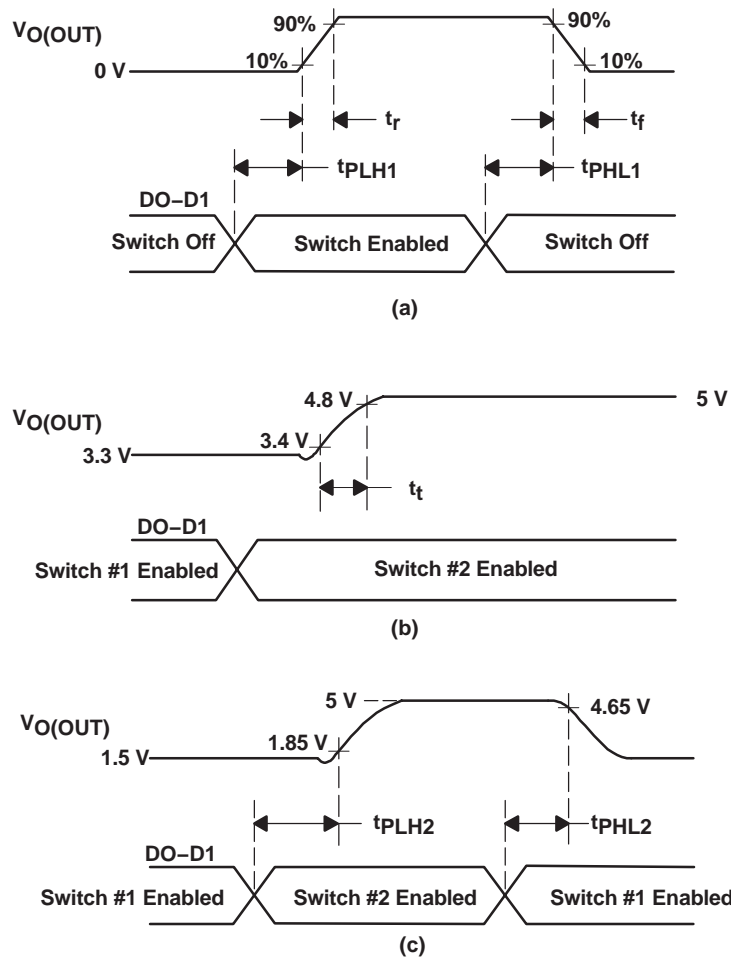 VO(OUT)
90%
90%
10%
10%
0 V
tr
tf
tPLH1
tPHL1
DO–D1
Switch Off
Switch Enabled
Switch Off
(a)
4.8 V
5 V
VO(OUT)
3.4 V
3.3 V
tt
DO–D1
Switch #1 Enabled
Switch #2 Enabled
(b)
5 V
4.65 V
VO(OUT)
1.85 V
1.5 V
tPLH2
tPHL2
DO–D1
Switch #1 Enabled
Switch #2 Enabled
Switch #1 Enabled
(c)